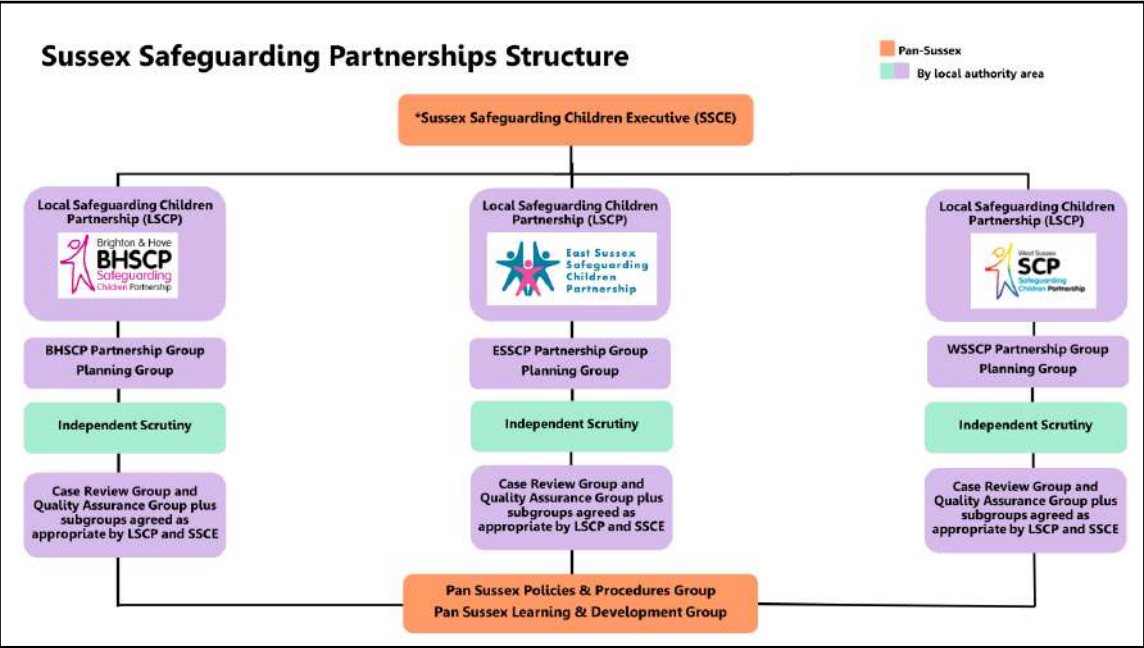 Sussex Safeguarding Partnerships Structure
Pan-Sussex
By local authority area
*Sussex Safeguarding Children Executive (SSCE)
Local Safeguarding Children
Partnership (LSCP)
Brighton & Hove
BHSCP
Safeguarding
Children Partnership
BHSCP Partnership Group
Planning Group
Independent Scrutiny
Case Review Group and
Quality Assurance Group plus
subgroups agreed as
appropriate by LSCP and SSCE
Local Safeguarding Children
Partnership (LSCP)
East Sussex
Safeguarding
Children
Partnership
ESSCP Partnership Group
Planning Group
Independent Scrutiny
Case Review Group and
Quality Assurance Group plus
subgroups agreed as
appropriate by LSCP and SSCE
Local Safeguarding Children
Partnership (LSCP)
West Sussex
SCP
Safeguarding
Children Partnership
WSSCP Partnership Group
Planning Group
Independent Scrutiny
Case Review Group and
Quality Assurance Group plus
subgroups agreed as
appropriate by LSCP and SSCE
Pan Sussex Policies & Procedures Group
Pan Sussex Learning & Development Group